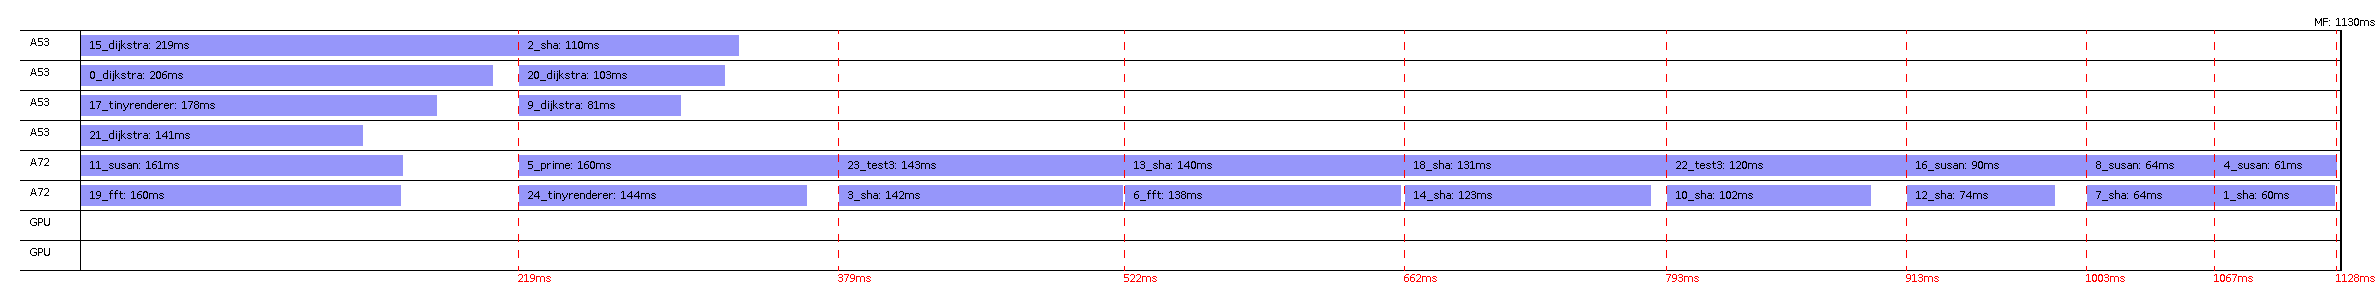 MF: 1130ms
A53 15_dijkstra: 219ms 2_sha: 110ms
A53 0_dijkstra: 206ms 20_dijkstra: 103ms
A53 17_tinyrenderer: 178ms 9_dijkstra: 81ms
A53 21_dijkstra: 141ms
A72 11_susan: 161ms 5_prime: 160ms 23_test3: 143ms 13_sha: 140ms 18_sha: 131ms 22_test3: 120ms 16_susan: 90ms 8_susan: 64ms 4_susan: 61ms
A72 19_fft: 160ms 24_tinyrenderer: 144ms 3_sha: 142ms 6_fft: 138ms 14_sha: 123ms 10_sha: 102ms 12_sha: 74ms 7_sha: 64ms 1_sha: 60ms
GPU
GPU
219ms 379ms 522ms 662ms 793ms 913ms 1003ms 1067ms 1128ms